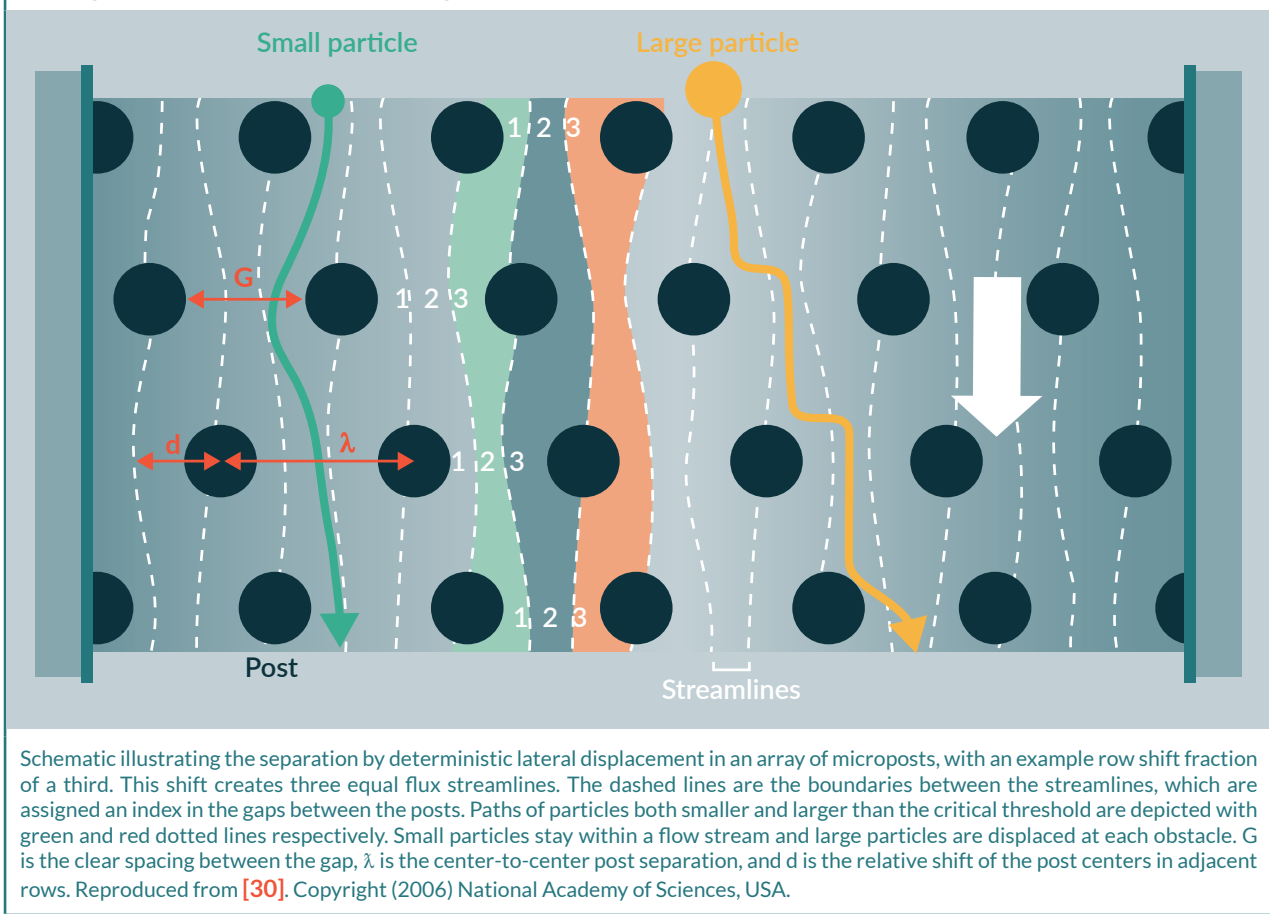 Small particle
Large particle
1 2 3
G
1 2 3
d
λ
1 2 3
1 2 3
Post
Streamlines
Schematic illustrating the separation by deterministic lateral displacement in an array of microposts, with an example row shift fraction
of a third. This shift creates three equal flux streamlines. The dashed lines are the boundaries between the streamlines, which are
assigned an index in the gaps between the posts. Paths of particles both smaller and larger than the critical threshold are depicted with
green and red dotted lines respectively. Small particles stay within a flow stream and large particles are displaced at each obstacle. G
is the clear spacing between the gap, λ is the center-to-center post separation, and d is the relative shift of the post centers in adjacent
rows. Reproduced from [30]. Copyright (2006) National Academy of Sciences, USA.